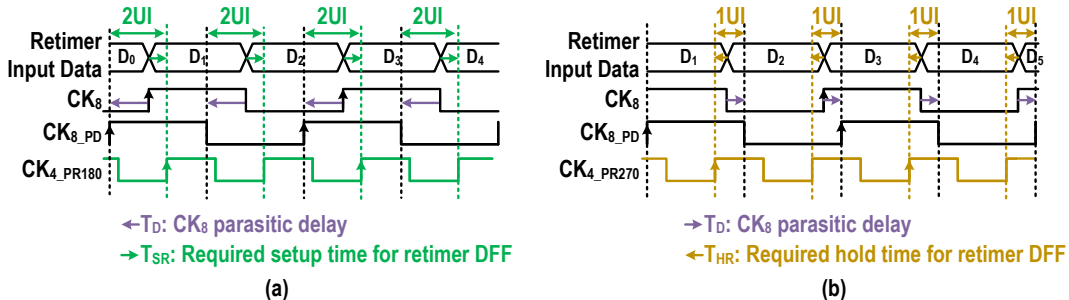 2UI 2UI 2UI 2UI
Retimer Input Data
D0 D1 D2 D3 D4
CK8
CK8_PD
CK4_PR180
TD: CK8 parasitic delay
TSR: Required setup time for retimer DFF
(a)
1UI 1UI 1UI 1UI
Retimer Input Data
D1 D2 D3 D4 D5
CK8
CK8_PD
CK4_PR270
TD: CK8 parasitic delay
THR: Required hold time for retimer DFF
(b)